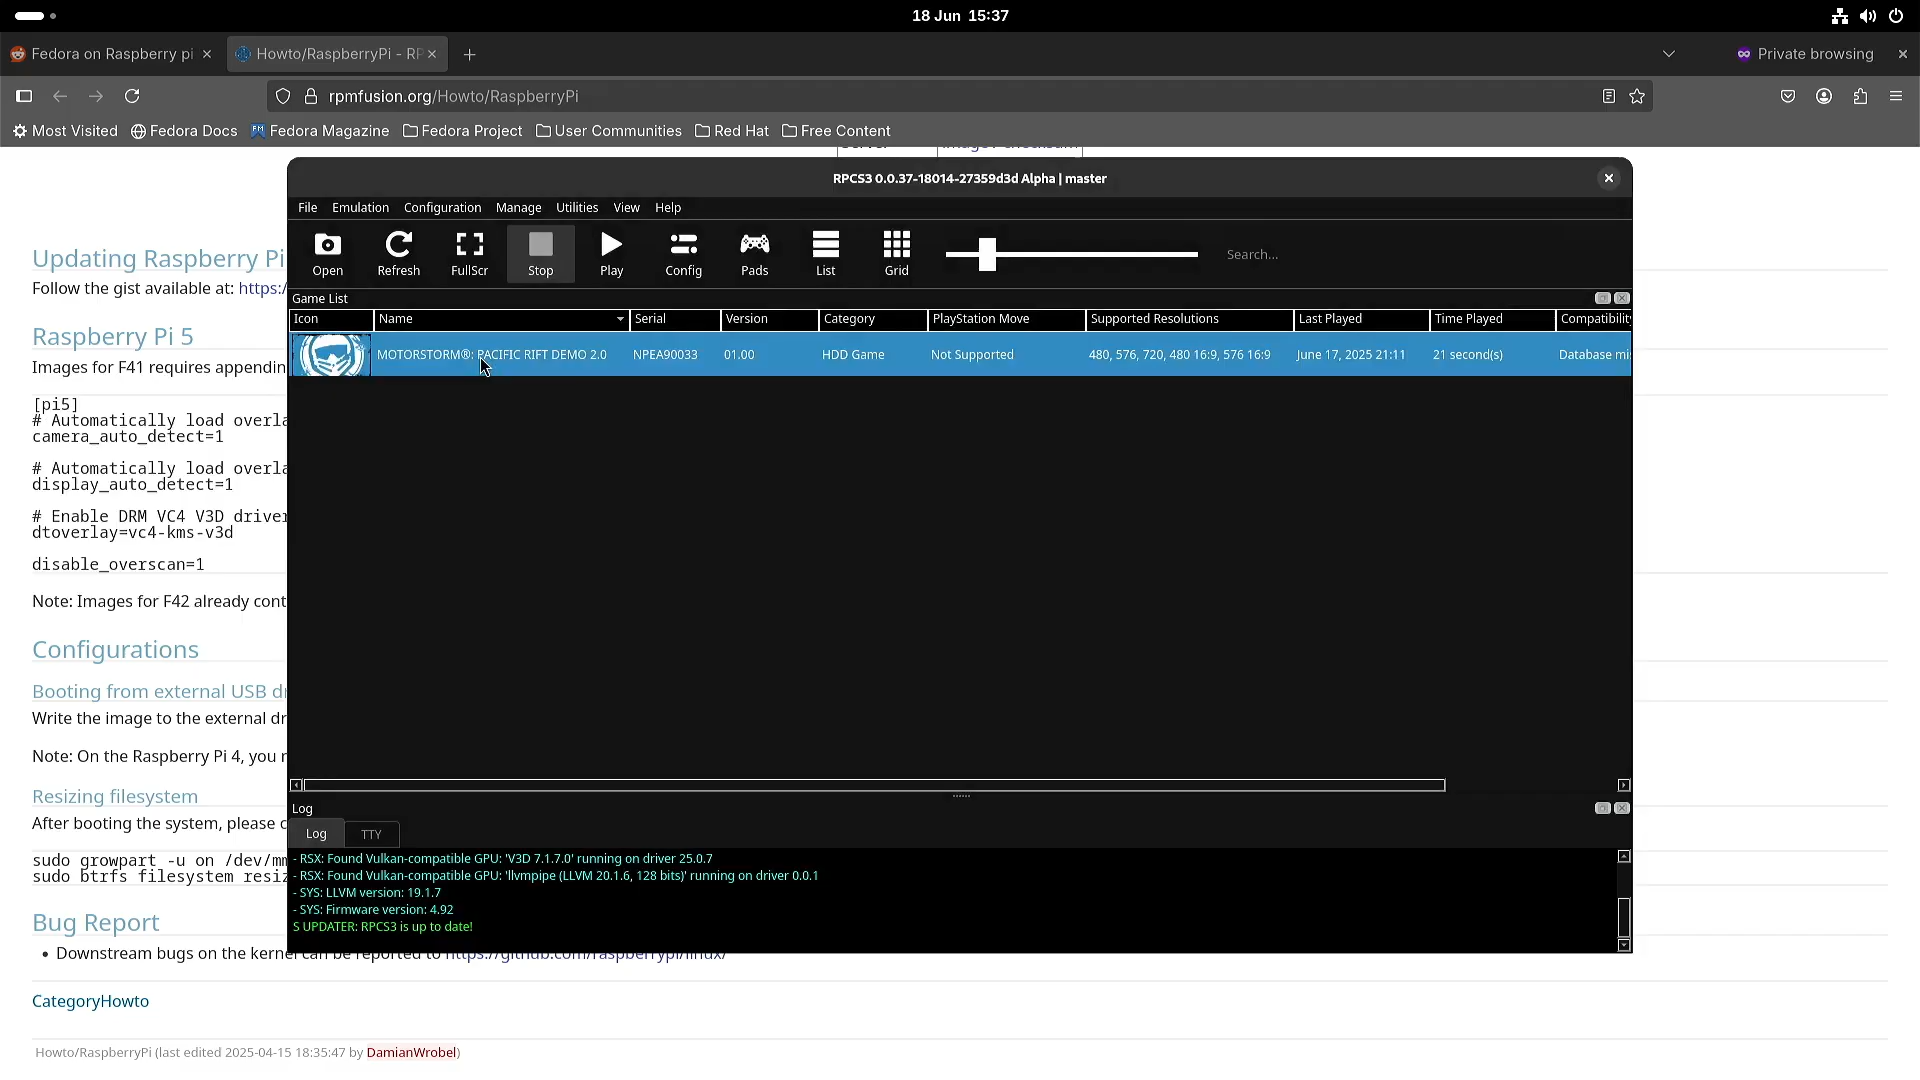 18 Jun 15:37
Fedora on Raspberry pi
Howto/RaspberryPi - RP
Private browsing
rpmfusion.org/Howto/RaspberryPi
Most Visited
Fedora Docs
Fedora Magazine
Fedora Project
User Communities
Red Hat
Free Content
RPCS3 0.0.37-18014-27359d3d Alpha | master
File Emulation Configuration Manage Utilities View Help
Open Refresh FullScr Stop Play Config Pads List Grid Search...
Game List
Icon Name Serial Version Category PlayStation Move Supported Resolutions Last Played Time Played Compatibility
MOTORSTORM®: PACIFIC RIFT DEMO 2.0 NPEA90033 01.00 HDD Game Not Supported 480, 576, 720, 480 16:9, 576 16:9 June 17, 2025 21:11 21 second(s) Database mi
Log
Log TTY
- RSX: Found Vulkan-compatible GPU: 'V3D 7.1.7.0' running on driver 25.0.7
- RSX: Found Vulkan-compatible GPU: 'llvmpipe (LLVM 20.1.6, 128 bits)' running on driver 0.0.1
- SYS: LLVM version: 19.1.7
- SYS: Firmware version: 4.92
S UPDATER: RPCS3 is up to date!
Updating Raspberry Pi
Follow the gist available at: https:/
Raspberry Pi 5
Images for F41 requires appendin
[pi5]
# Automatically load overla
camera_auto_detect=1
# Automatically load overla
display_auto_detect=1
# Enable DRM VC4 V3D driver
dtoverlay=vc4-kms-v3d
disable_overscan=1
Note: Images for F42 already cont
Configurations
Booting from external USB dr
Write the image to the external dr
Note: On the Raspberry Pi 4, you n
Resizing filesystem
After booting the system, please c
sudo growpart -u on /dev/mm
sudo btrfs filesystem resiz
Bug Report
• Downstream bugs on the kernel can be reported to https://github.com/raspberrypi/linux/
CategoryHowto
Howto/RaspberryPi (last edited 2025-04-15 18:35:47 by DamianWrobel)